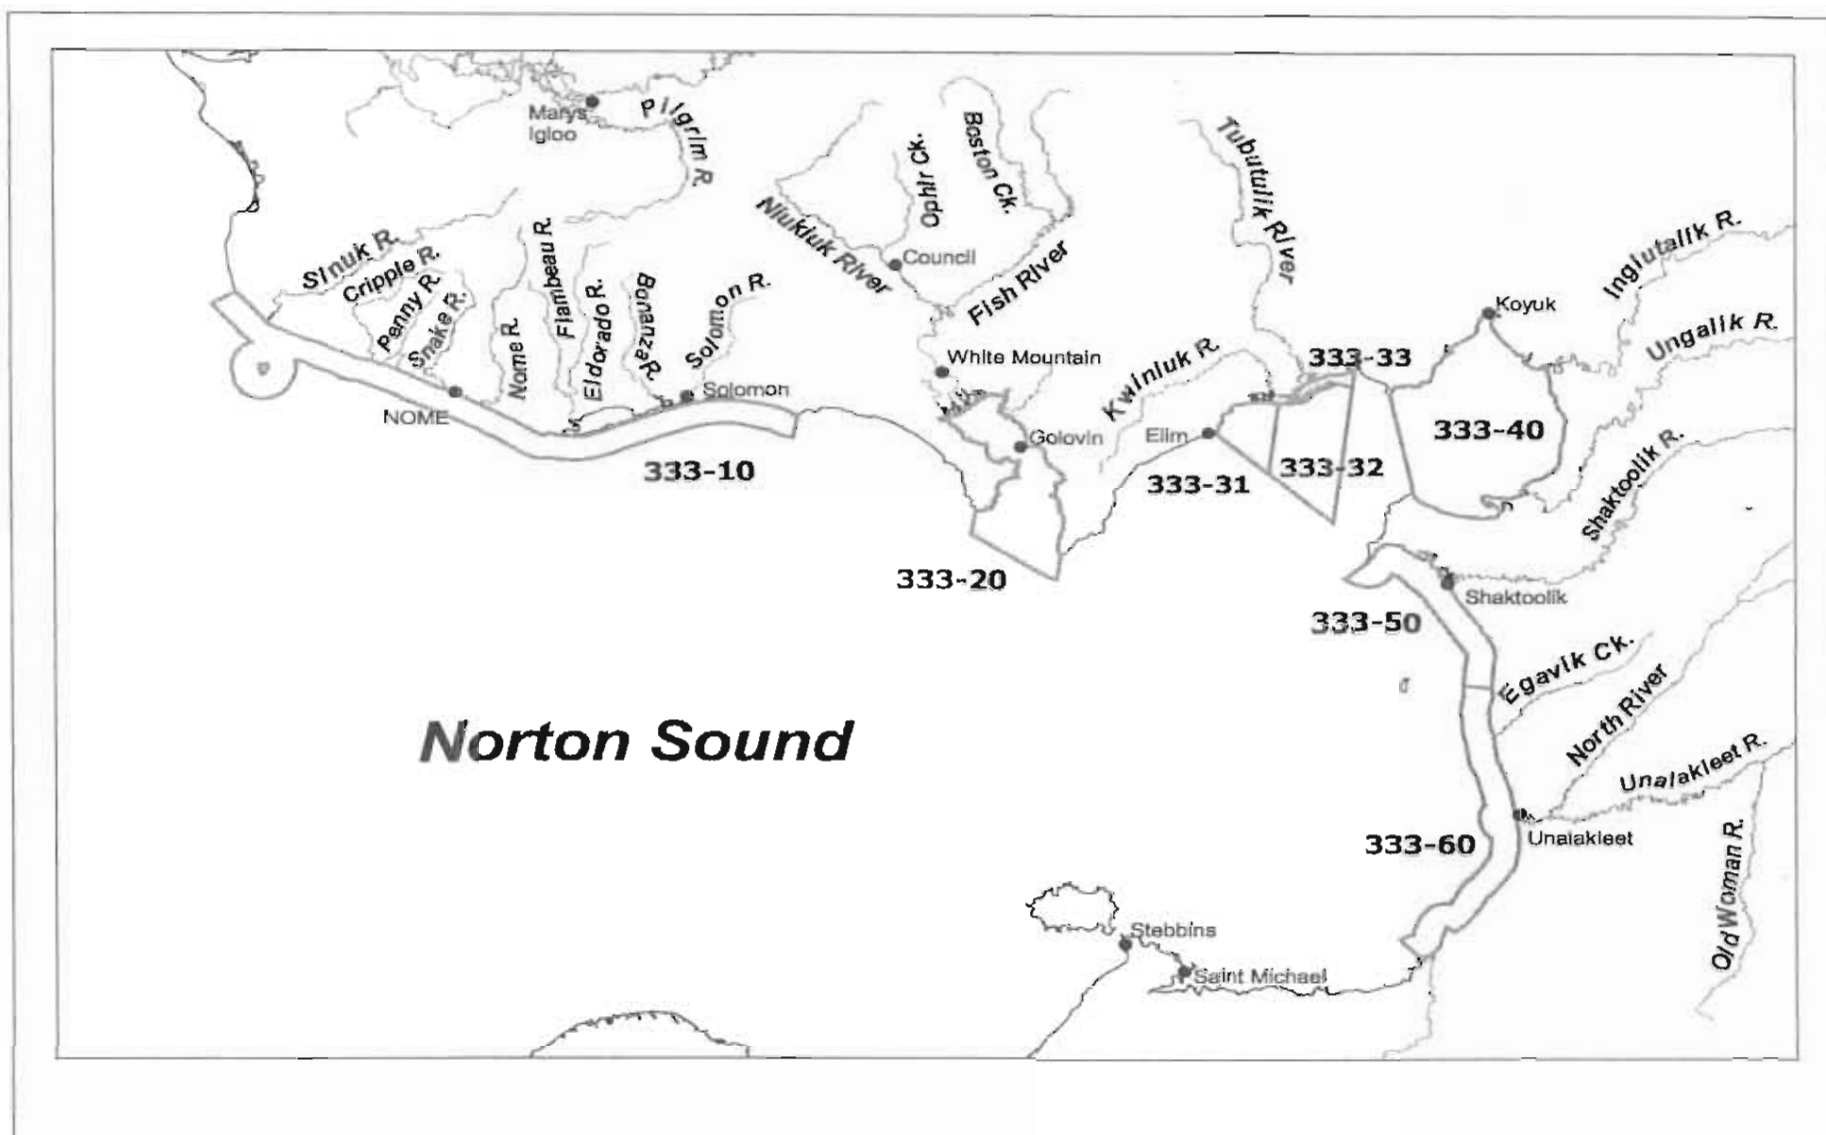 Marys
Igloo
Pilgrim R.
Ophir Ck.
Boston Ck.
Tubutulik River
Niukluk River
Council
Fish River
Sinuk R.
Cripple R.
Penny R.
Snake R.
Nome R.
Flambeau R.
Eldorado R.
Bonanza R.
Solomon R.
Inglutalik R.
Koyuk
Ungalik R.
White Mountain
Kwiniuk R.
333-33
NOME
Solomon
Golovin
Elim
333-40
333-10
333-31
333-32
Shaktoolik R.
333-20
Shaktoolik
333-50
Egavik Ck.
North River
Norton Sound
Unalakleet R.
333-60
Unalakleet
Old Woman R.
Stebbins
Saint Michael